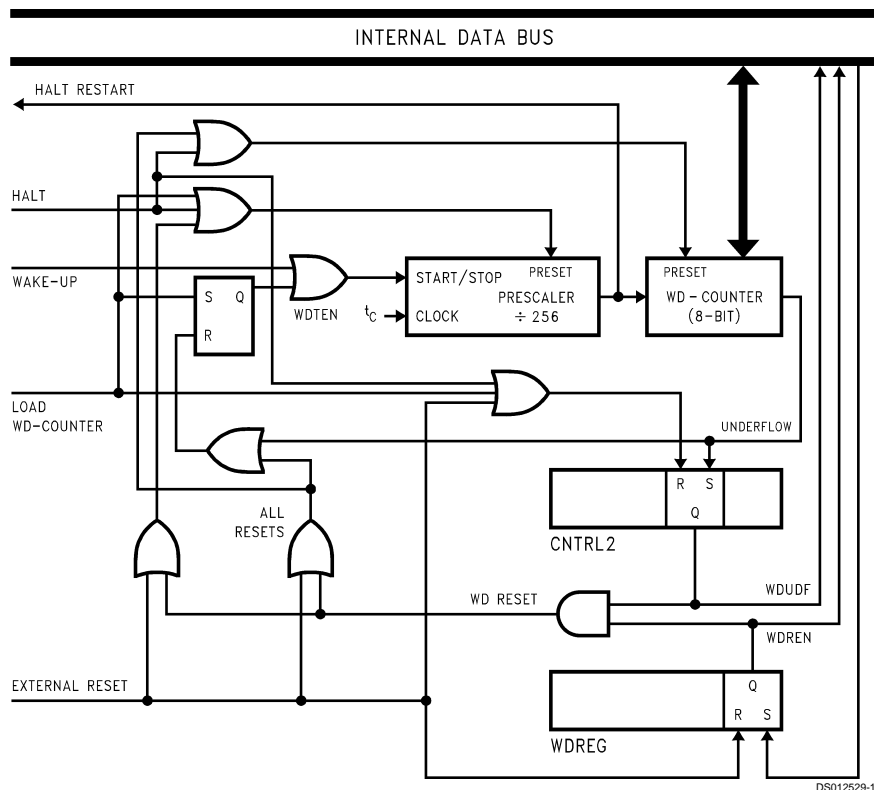 INTERNAL DATA BUS
HALT RESTART
HALT
WAKE-UP
S Q
R
WDTEN
START/STOP PRESET
PRESCALER
÷ 256
tC CLOCK
PRESET
WD-COUNTER
(8-BIT)
LOAD
WD-COUNTER
UNDERFLOW
R S
Q
CNTRL2
ALL
RESETS
WD RESET
WDUDF
WDREN
EXTERNAL RESET
Q
R S
WDREG
DS012529-1